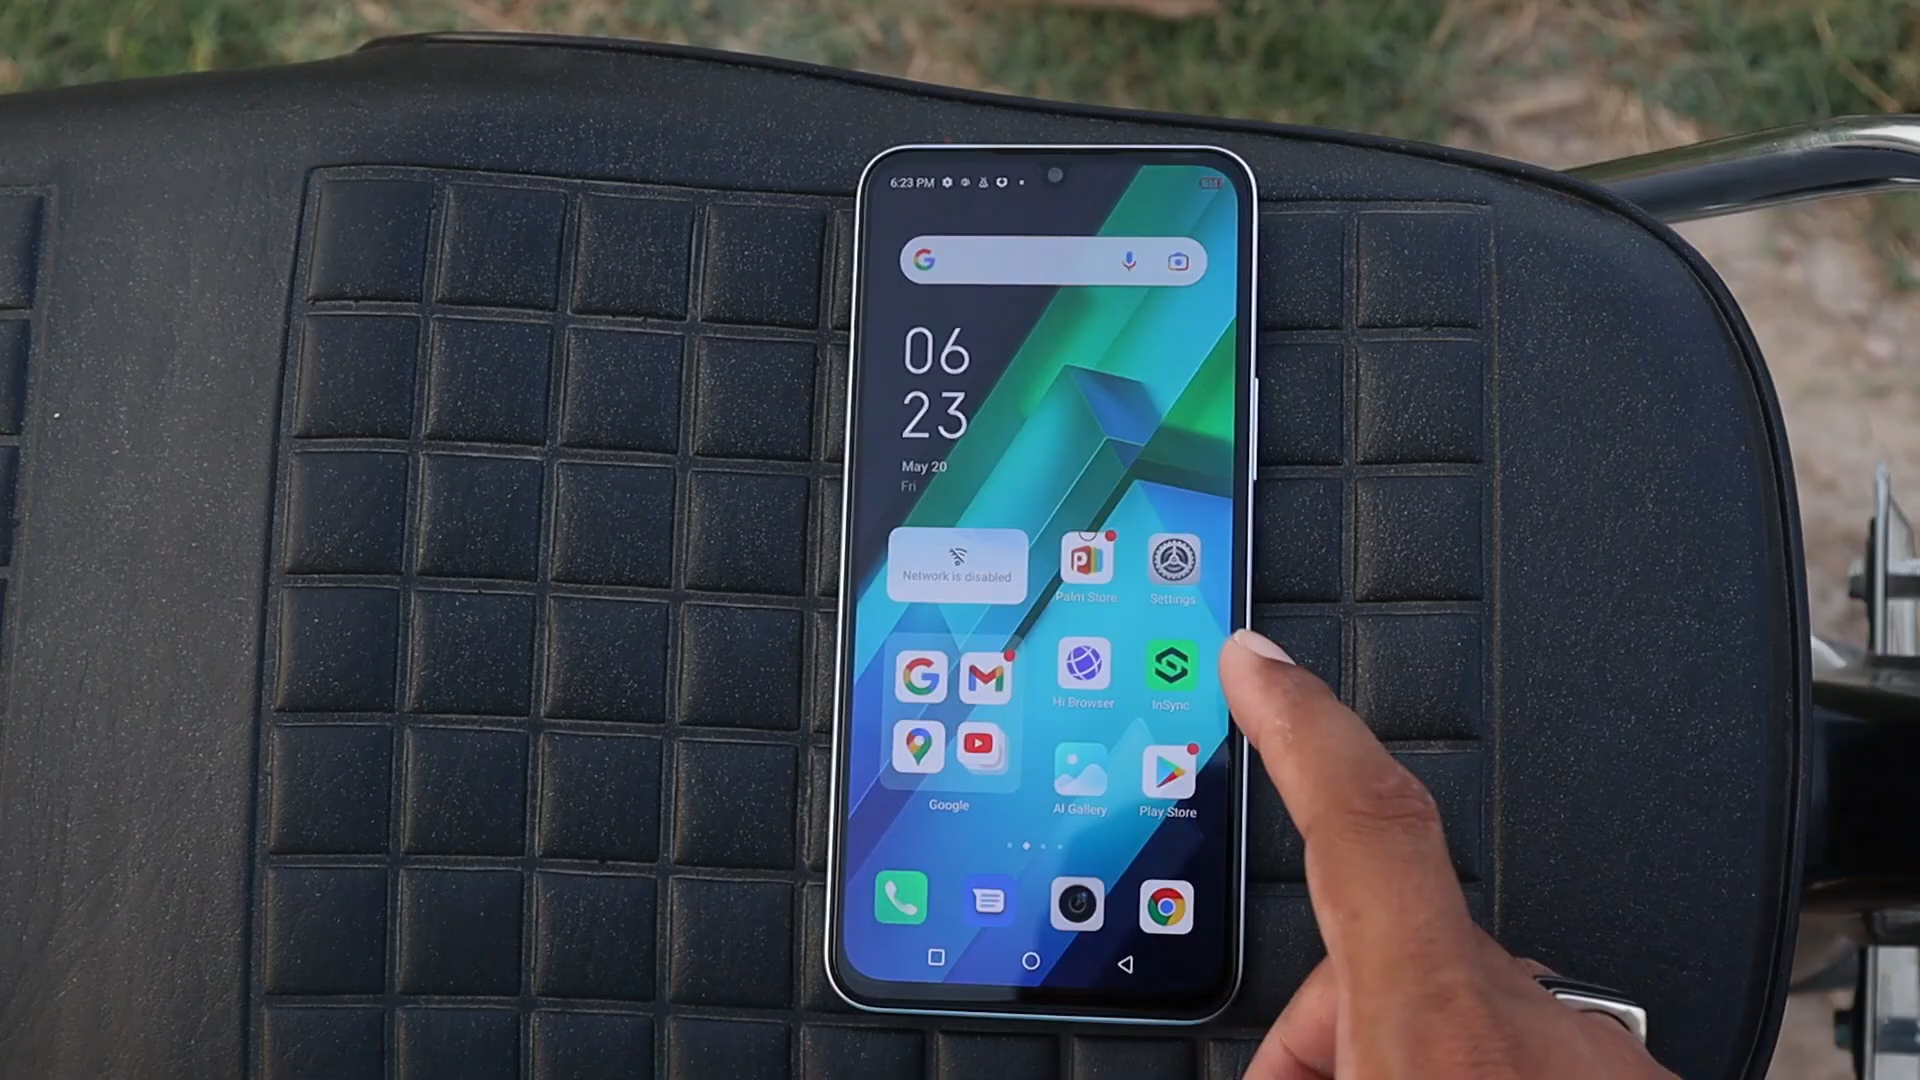 6:23 PM
06
23
May 20
Fri
Network is disabled
Palm Store
Settings
Hi Browser
InSync
Google
AI Gallery
Play Store